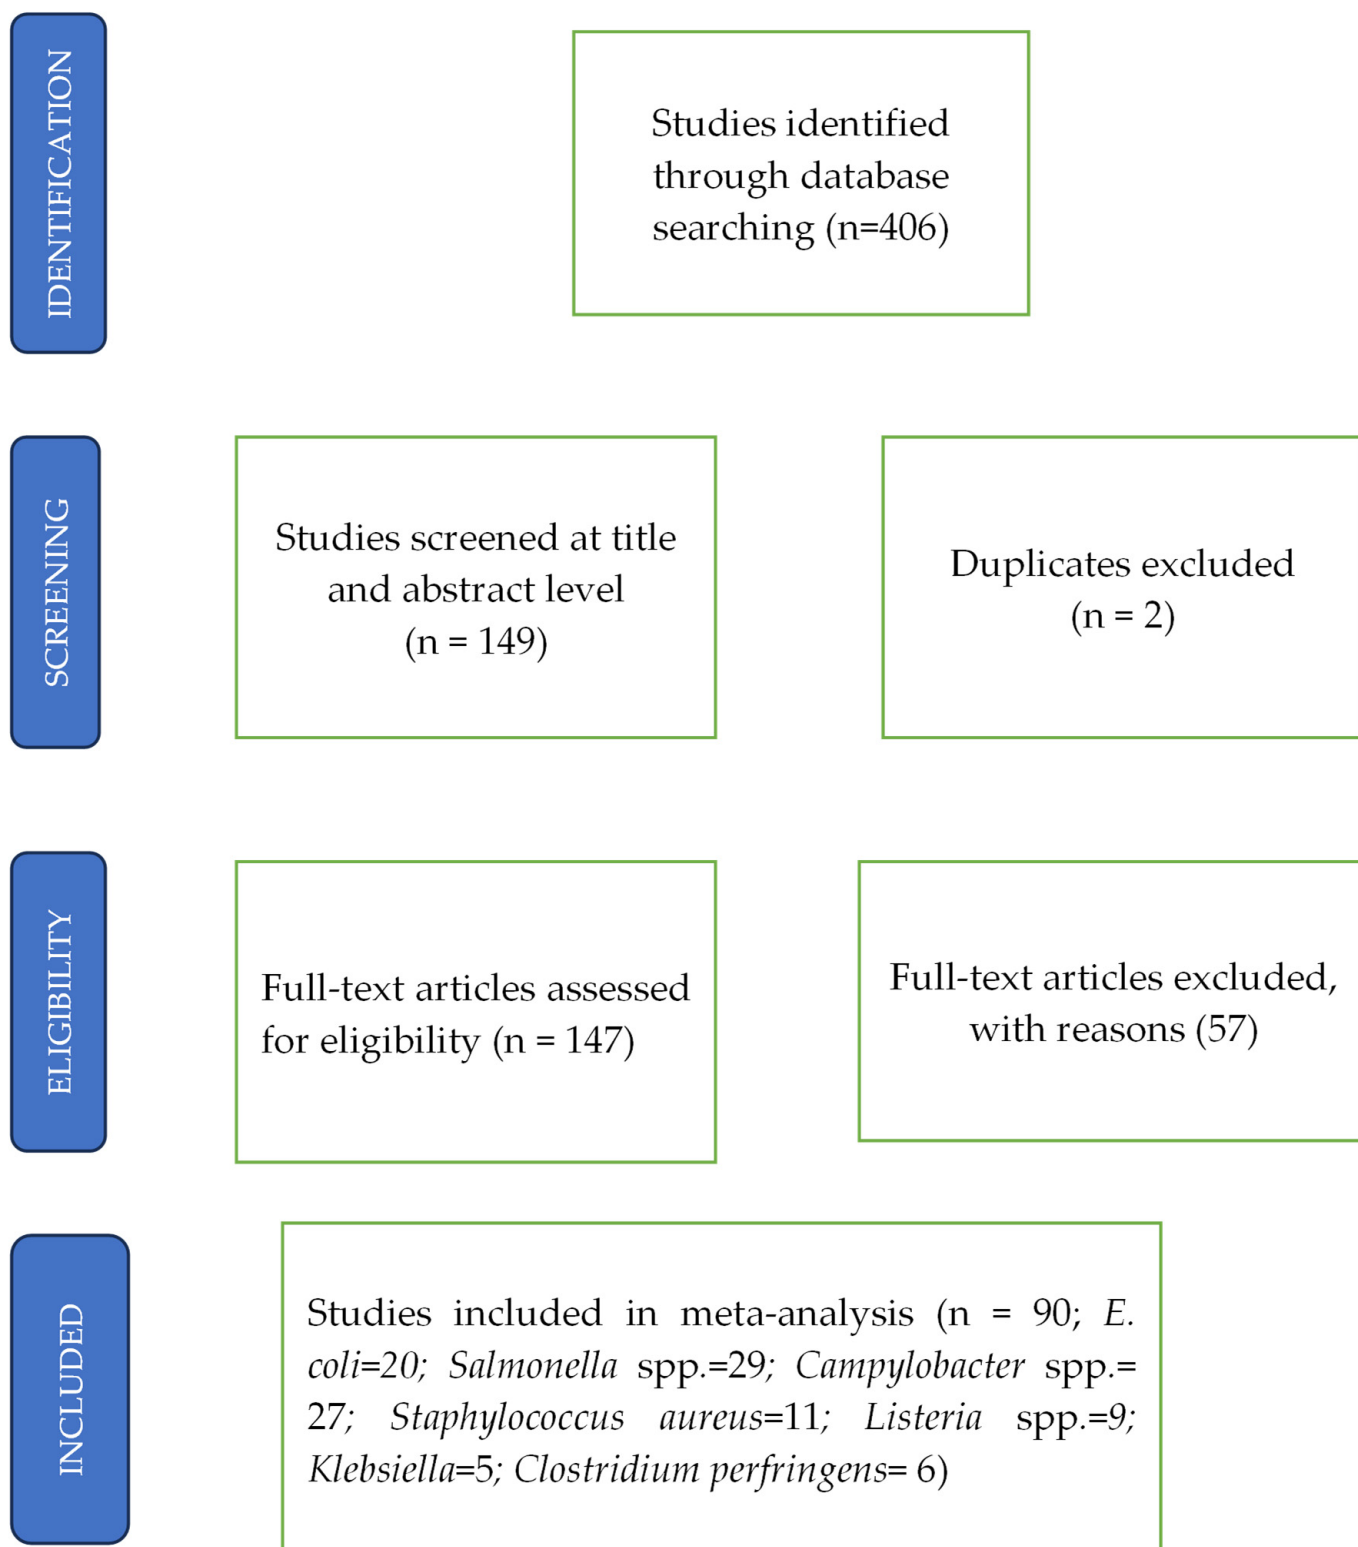 IDENTIFICATION
Studies identified
through database
searching (n=406)
SCREENING
Studies screened at title
and abstract level
(n = 149)
Duplicates excluded
(n = 2)
ELIGIBILITY
Full-text articles assessed
for eligibility (n = 147)
Full-text articles excluded,
with reasons (57)
INCLUDED
Studies included in meta-analysis (n = 90; E.
coli=20; Salmonella spp.=29; Campylobacter spp.=
27; Staphylococcus aureus=11; Listeria spp.=9;
Klebsiella=5; Clostridium perfringens= 6)